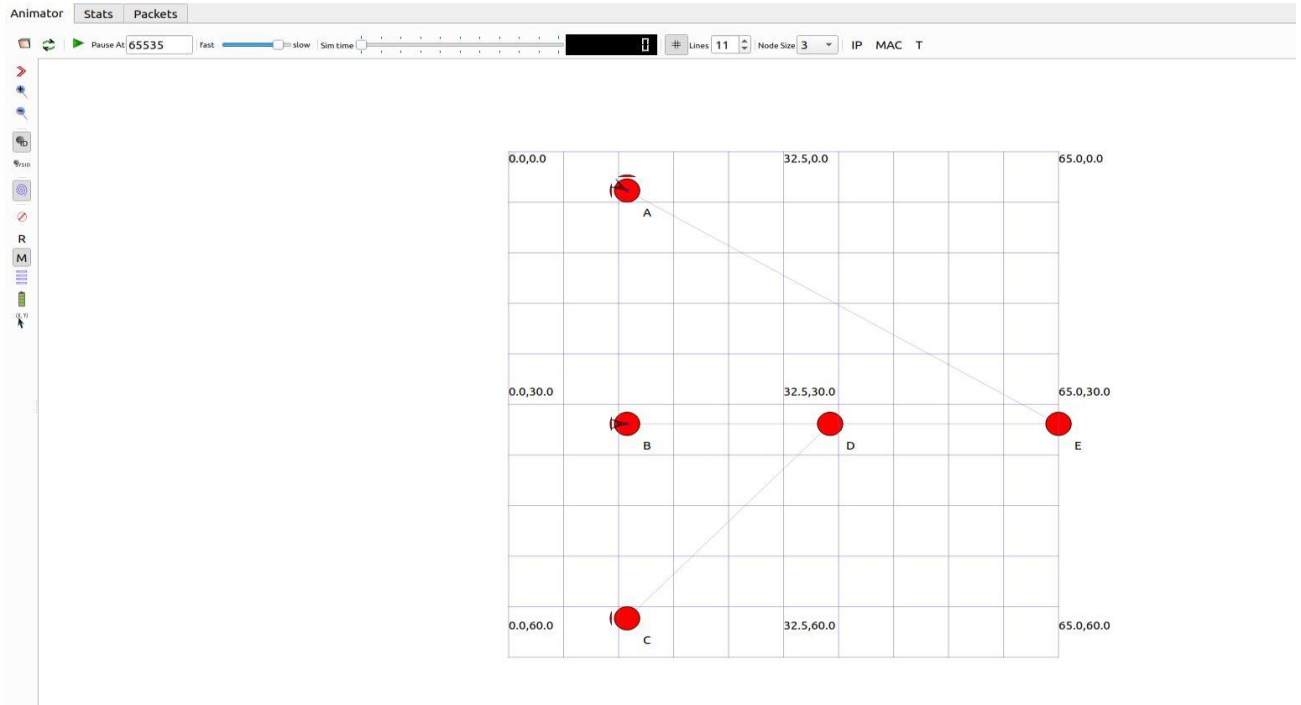 Animator Stats Packets
Pause At 65535 fast slow Sim time 0 Lines 11 Node Size 3 IP MAC T
0.0,0.0 32.5,0.0 65.0,0.0
A
R
M
0.0,30.0 32.5,30.0 65.0,30.0
B D E
0.0,60.0 32.5,60.0 65.0,60.0
C